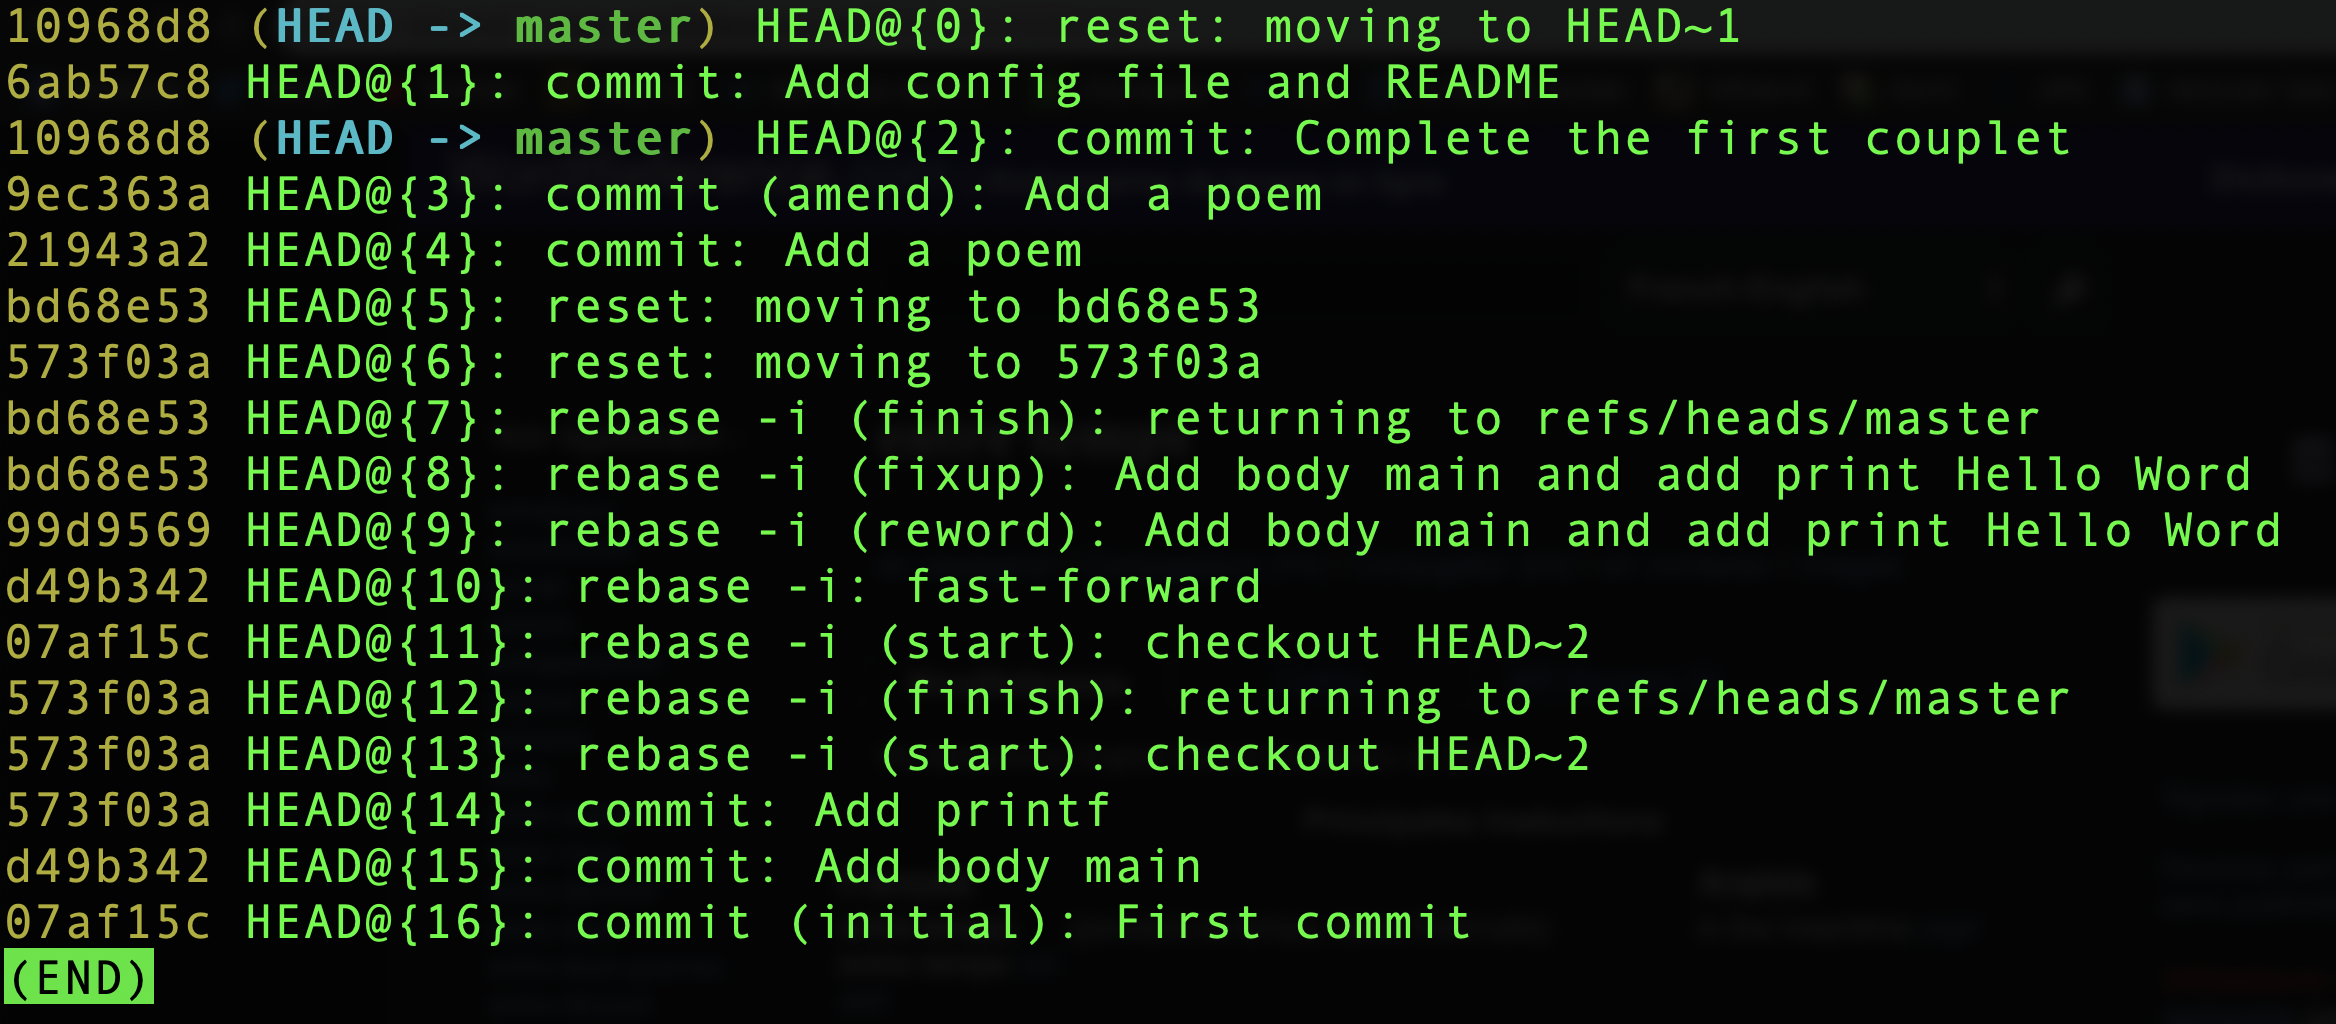 10968d8 (HEAD -> master) HEAD@{0}: reset: moving to HEAD~1
6ab57c8 HEAD@{1}: commit: Add config file and README
10968d8 (HEAD -> master) HEAD@{2}: commit: Complete the first couplet
9ec363a HEAD@{3}: commit (amend): Add a poem
21943a2 HEAD@{4}: commit: Add a poem
bd68e53 HEAD@{5}: reset: moving to bd68e53
573f03a HEAD@{6}: reset: moving to 573f03a
bd68e53 HEAD@{7}: rebase -i (finish): returning to refs/heads/master
bd68e53 HEAD@{8}: rebase -i (fixup): Add body main and add print Hello Word
99d9569 HEAD@{9}: rebase -i (reword): Add body main and add print Hello Word
d49b342 HEAD@{10}: rebase -i: fast-forward
07af15c HEAD@{11}: rebase -i (start): checkout HEAD~2
573f03a HEAD@{12}: rebase -i (finish): returning to refs/heads/master
573f03a HEAD@{13}: rebase -i (start): checkout HEAD~2
573f03a HEAD@{14}: commit: Add printf
d49b342 HEAD@{15}: commit: Add body main
07af15c HEAD@{16}: commit (initial): First commit
(END)